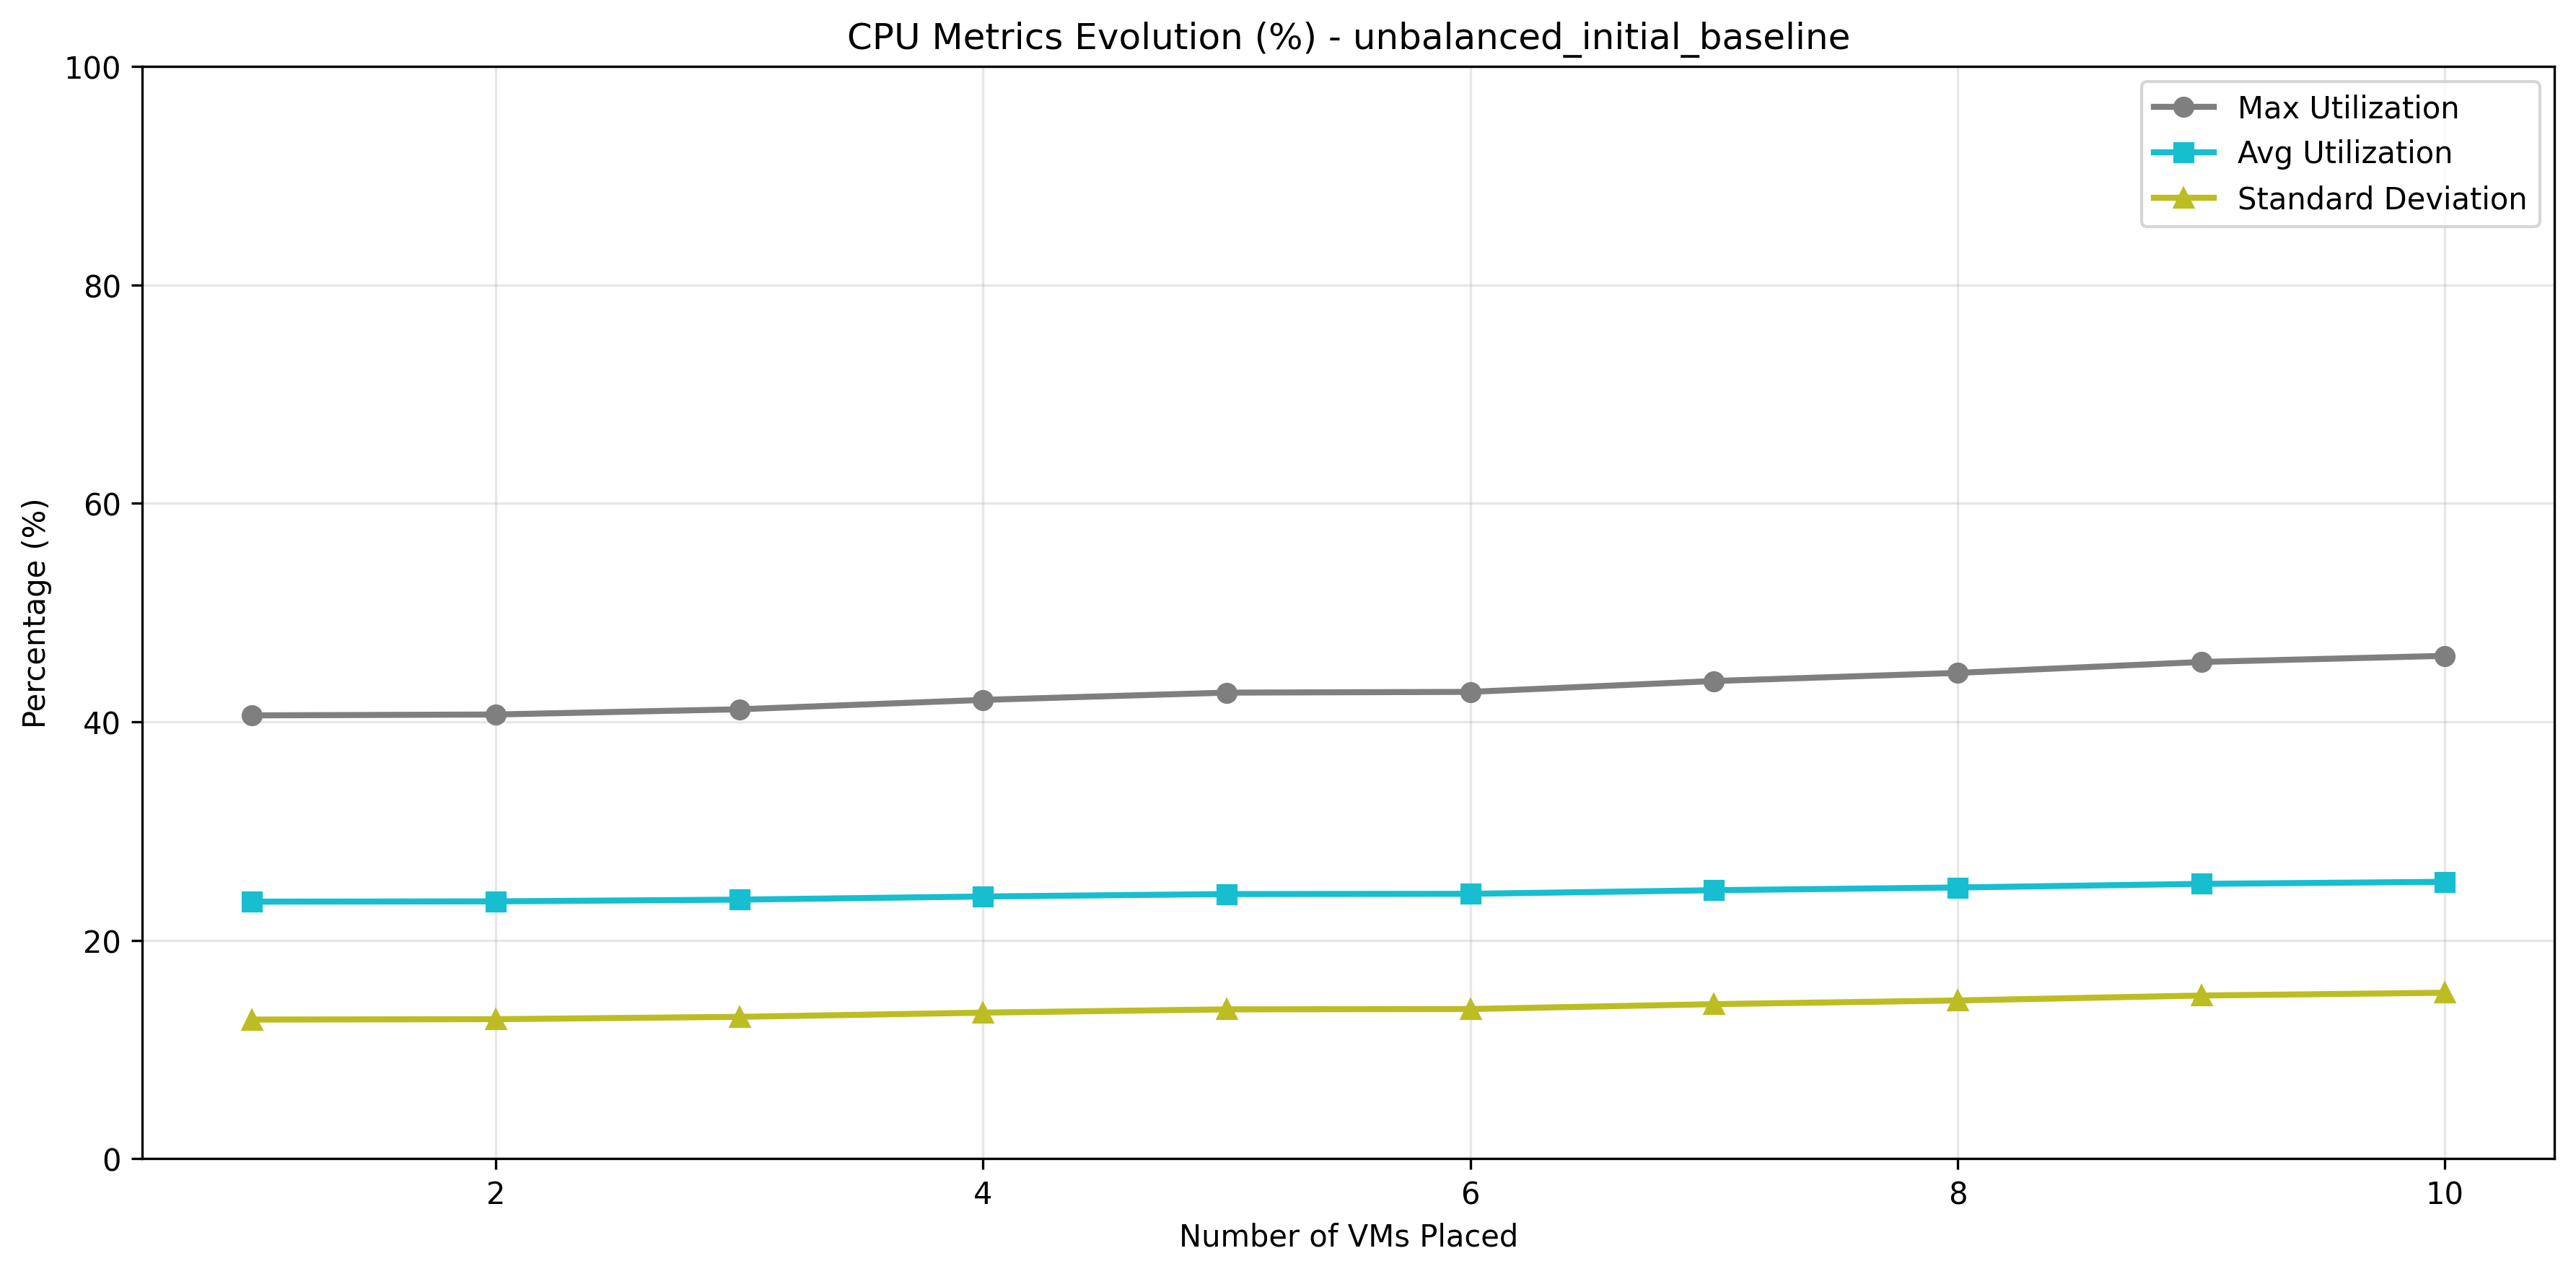 CPU Metrics Evolution (%) - unbalanced_initial_baseline
100
80
60
40
20
0
Percentage (%)
Max Utilization
Avg Utilization
Standard Deviation
2 4 6 8 10
Number of VMs Placed